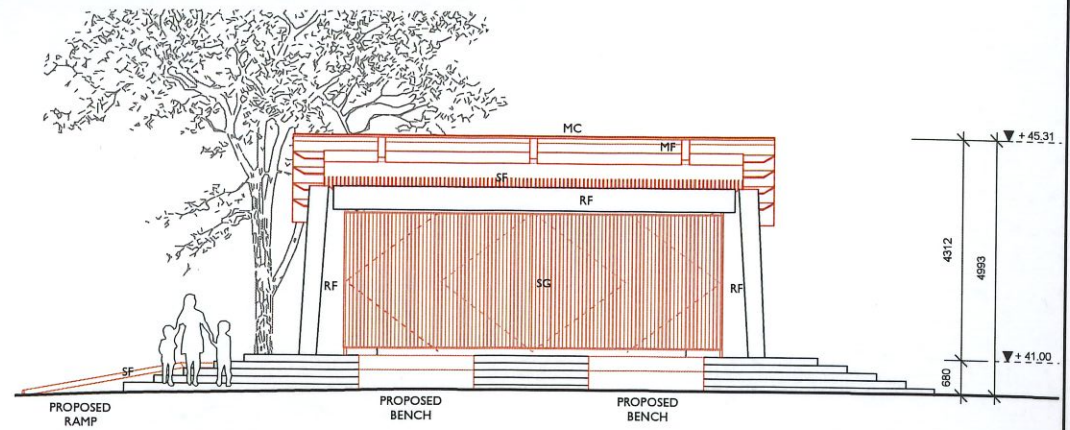 MC
▼ + 45.31
MF
SF
RF
4312
4993
RF
SG
RF
▼ + 41.00
SF
680
PROPOSED
RAMP
PROPOSED
BENCH
PROPOSED
BENCH